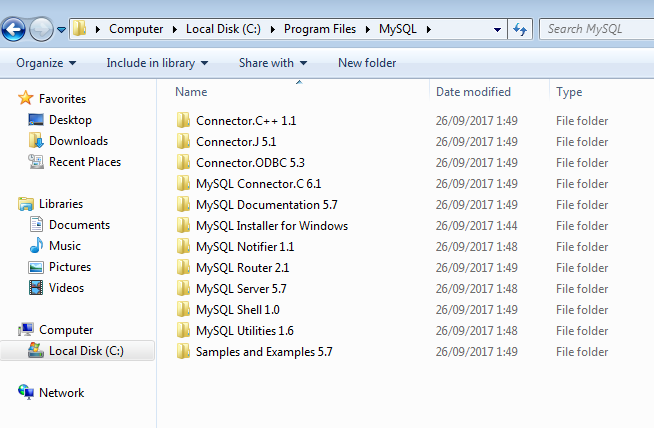 Computer Local Disk (C:) Program Files MySQL Search MySQL
Organize Include in library Share with New folder
Favorites
Desktop
Downloads
Recent Places
Libraries
Documents
Music
Pictures
Videos
Computer
Local Disk (C:)
Network
Name Date modified Type
Connector.C++ 1.1 26/09/2017 1:49 File folder
Connector.J 5.1 26/09/2017 1:49 File folder
Connector.ODBC 5.3 26/09/2017 1:49 File folder
MySQL Connector.C 6.1 26/09/2017 1:49 File folder
MySQL Documentation 5.7 26/09/2017 1:49 File folder
MySQL Installer for Windows 26/09/2017 1:44 File folder
MySQL Notifier 1.1 26/09/2017 1:48 File folder
MySQL Router 2.1 26/09/2017 1:49 File folder
MySQL Server 5.7 26/09/2017 1:48 File folder
MySQL Shell 1.0 26/09/2017 1:49 File folder
MySQL Utilities 1.6 26/09/2017 1:48 File folder
Samples and Examples 5.7 26/09/2017 1:49 File folder